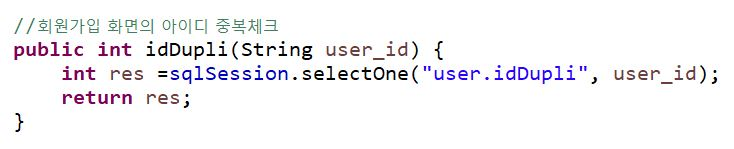 //회원가입 화면의 아이디 중복체크
public int idDupli(String user_id) {
    int res =sqlSession.selectOne("user.idDupli", user_id);
    return res;
}